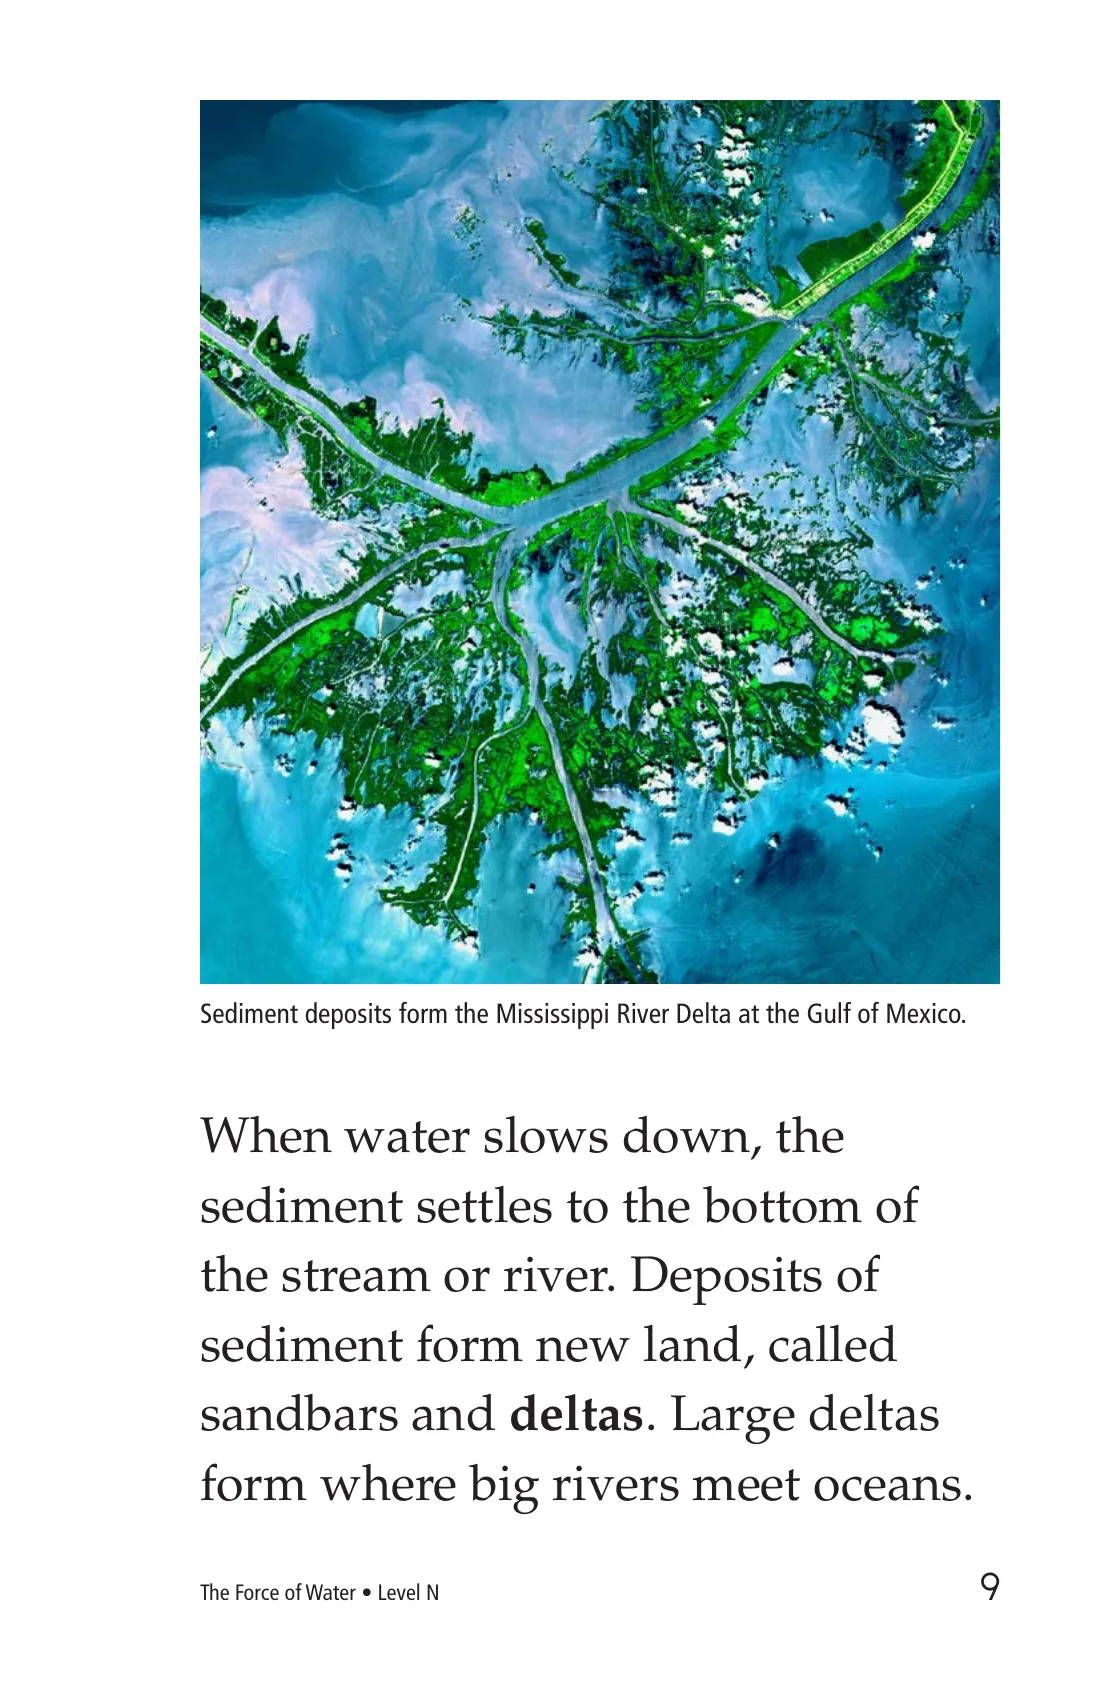 Sediment deposits form the Mississippi River Delta at the Gulf of Mexico.
When water slows down, the
sediment settles to the bottom of
the stream or river. Deposits of
sediment form new land, called
sandbars and deltas. Large deltas
form where big rivers meet oceans.
The Force of Water • Level N
9